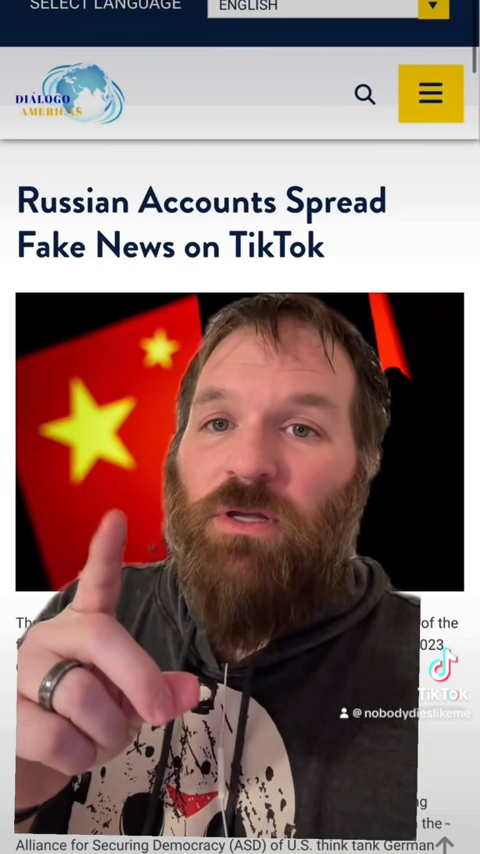 SELECT LANGUAGE
ENGLISH
DIÁLOGO
AMERICAS
Russian Accounts Spread
Fake News on TikTok
of the
023
TikTok
@nobodydieslikeme
the
Alliance for Securing Democracy (ASD) of U.S. think tank German